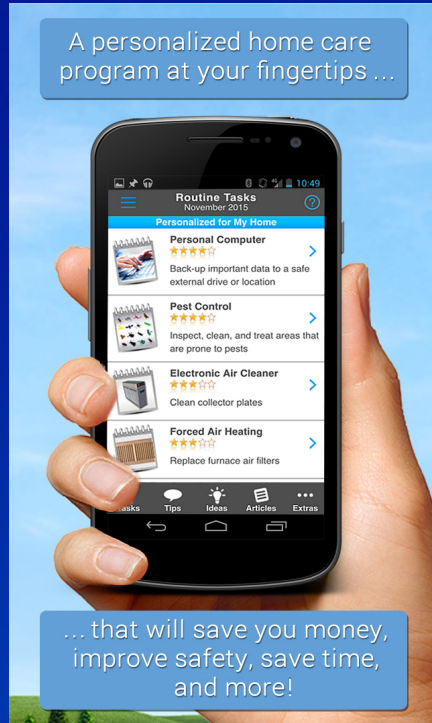 A personalized home care
program at your fingertips ...
10:49
Routine Tasks
November 2015
?
Personalized for My Home
Personal Computer
Back-up important data to a safe
external drive or location
Pest Control
Inspect, clean, and treat areas that
are prone to pests
Electronic Air Cleaner
Clean collector plates
Forced Air Heating
Replace furnace air filters
Tips Ideas Articles Extras
... that will save you money,
improve safety, save time,
and more!